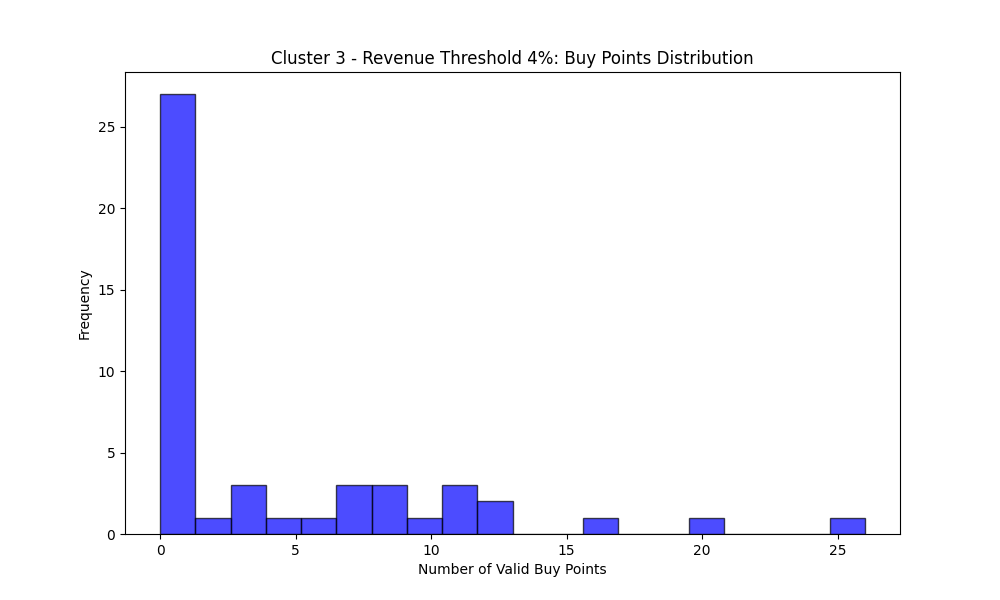 Cluster 3 - Revenue Threshold 4%: Buy Points Distribution
25
20
15
10
5
0
Frequency
0 5 10 15 20 25
Number of Valid Buy Points